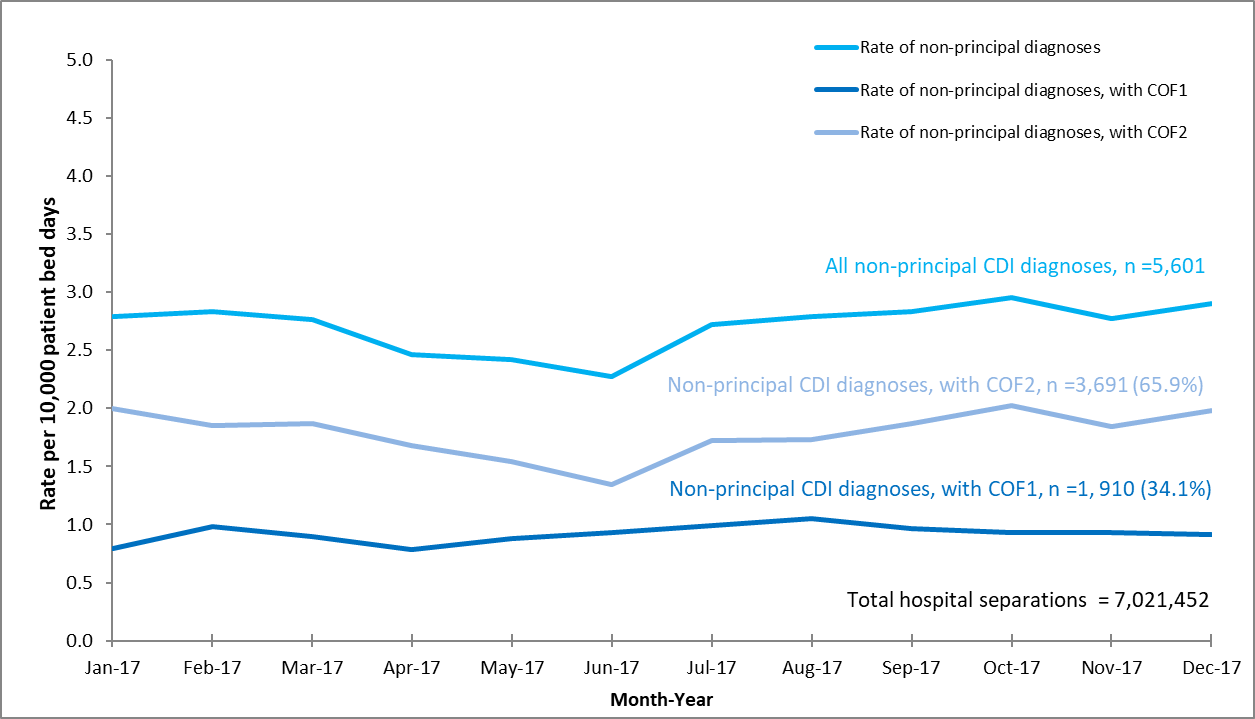 Rate of non-principal diagnoses
Rate of non-principal diagnoses, with COF1
Rate of non-principal diagnoses, with COF2
Rate per 10,000 patient bed days
5.0
4.5
4.0
3.5
3.0
2.5
2.0
1.5
1.0
0.5
0.0
All non-principal CDI diagnoses, n =5,601
Non-principal CDI diagnoses, with COF2, n =3,691 (65.9%)
Non-principal CDI diagnoses, with COF1, n =1, 910 (34.1%)
Total hospital separations = 7,021,452
Jan-17 Feb-17 Mar-17 Apr-17 May-17 Jun-17 Jul-17 Aug-17 Sep-17 Oct-17 Nov-17 Dec-17
Month-Year